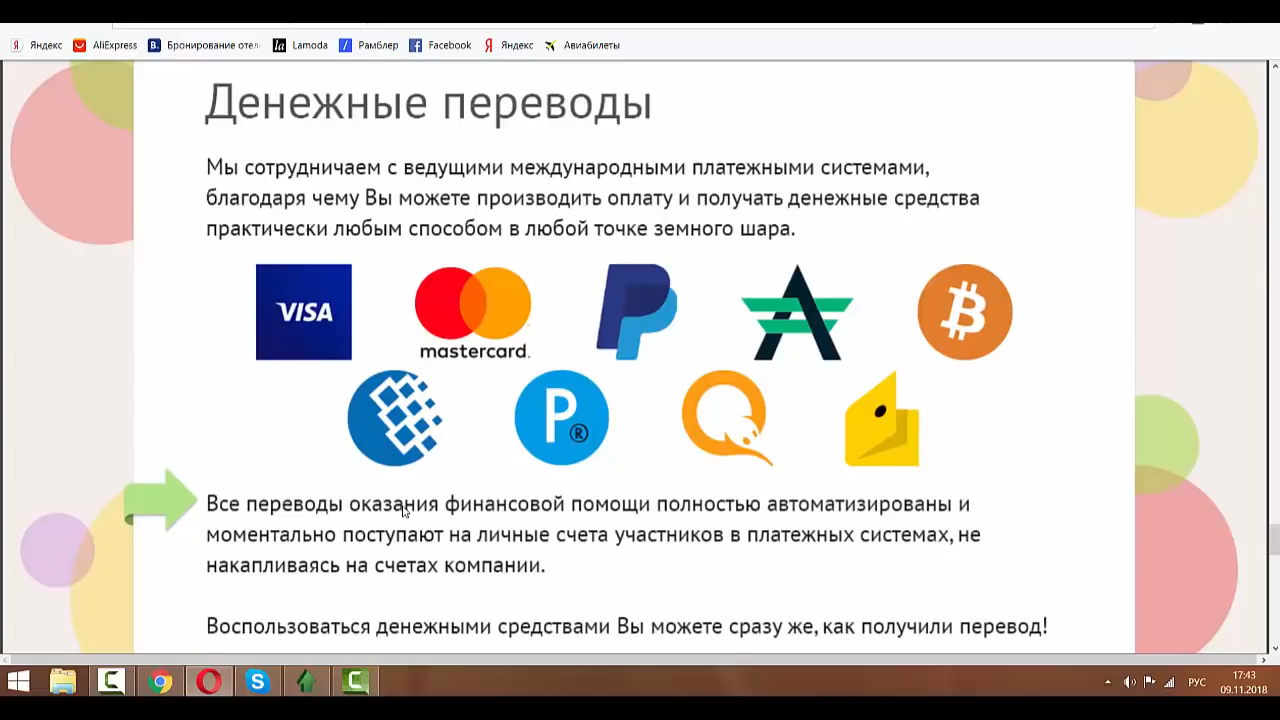 Яндекс AliExpress Бронирование отел Lamoda Рамблер Facebook Яндекс Авиабилеты
Денежные переводы
Мы сотрудничаем с ведущими международными платежными системами,
благодаря чему Вы можете производить оплату и получать денежные средства
практически любым способом в любой точке земного шара.
VISA
mastercard.
Все переводы оказания финансовой помощи полностью автоматизированы и
моментально поступают на личные счета участников в платежных системах, не
накапливаясь на счетах компании.
Воспользоваться денежными средствами Вы можете сразу же, как получили перевод!
РУС
17:43
09.11.2018